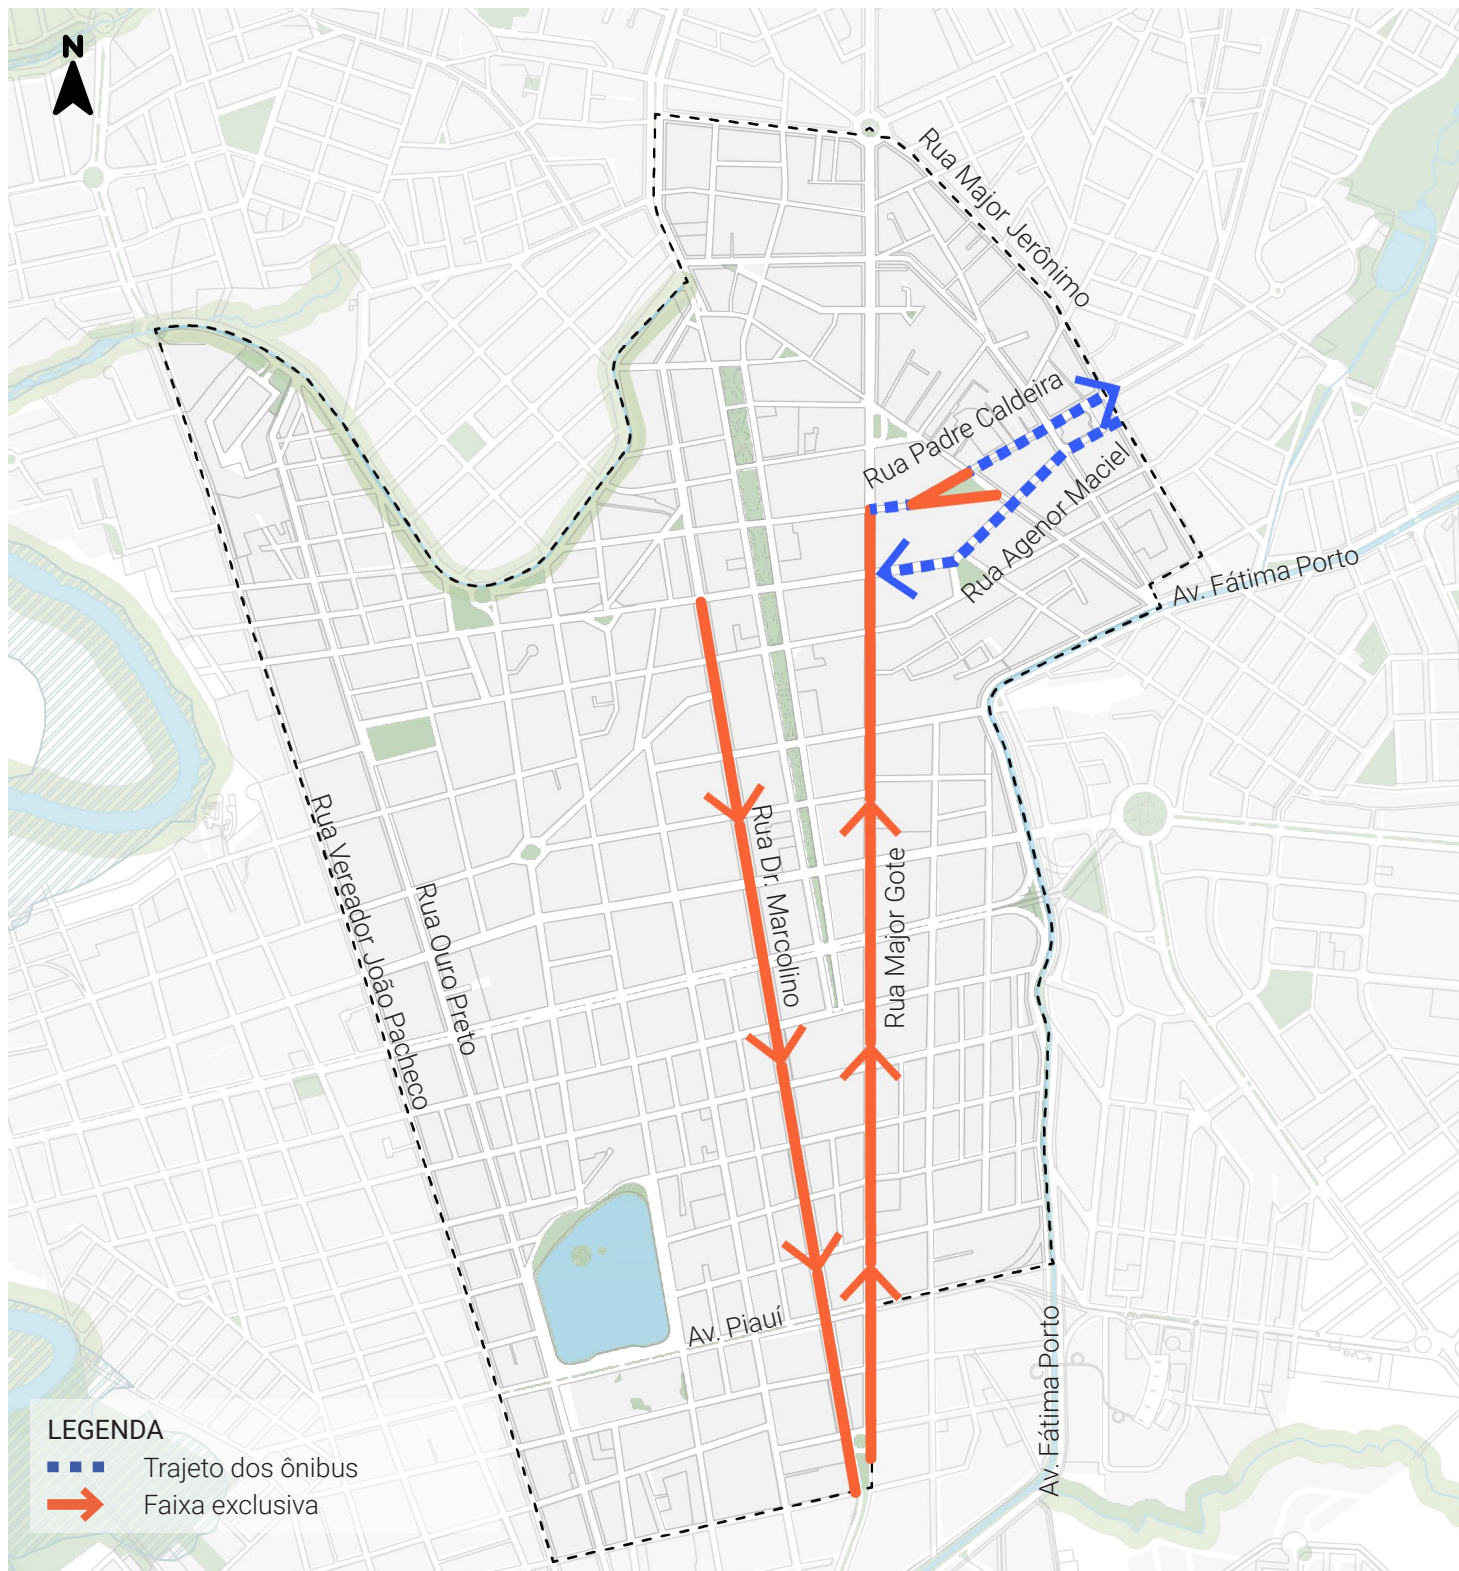 N
Rua Major Jerônimo
Rua Padre Caldeira
Rua Agenor Maciel
Av. Fátima Porto
Rua Vereador João Pacheco
Rua Ouro Preto
Rua Dr. Marcolino
Rua Major Gote
Av. Piauí
Av. Fátima Porto
LEGENDA
Trajeto dos ônibus
Faixa exclusiva